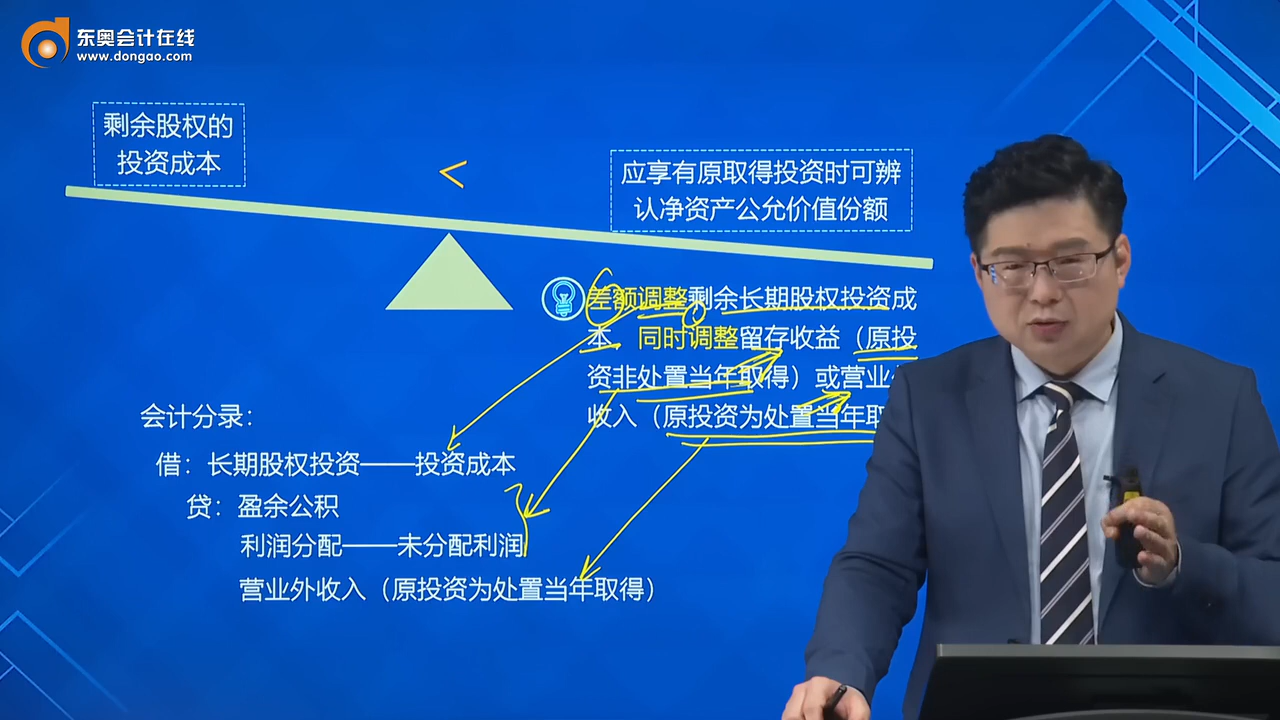 东奥会计在线
www.dongao.com
剩余股权的
投资成本
<
应享有原取得投资时可辨
认净资产公允价值份额
差额调整剩余长期股权投资成
本，同时调整留存收益（原投
资非处置当年取得）或营业
收入（原投资为处置当年取
会计分录：
借：长期股权投资——投资成本
贷：盈余公积
利润分配——未分配利润
营业外收入（原投资为处置当年取得）